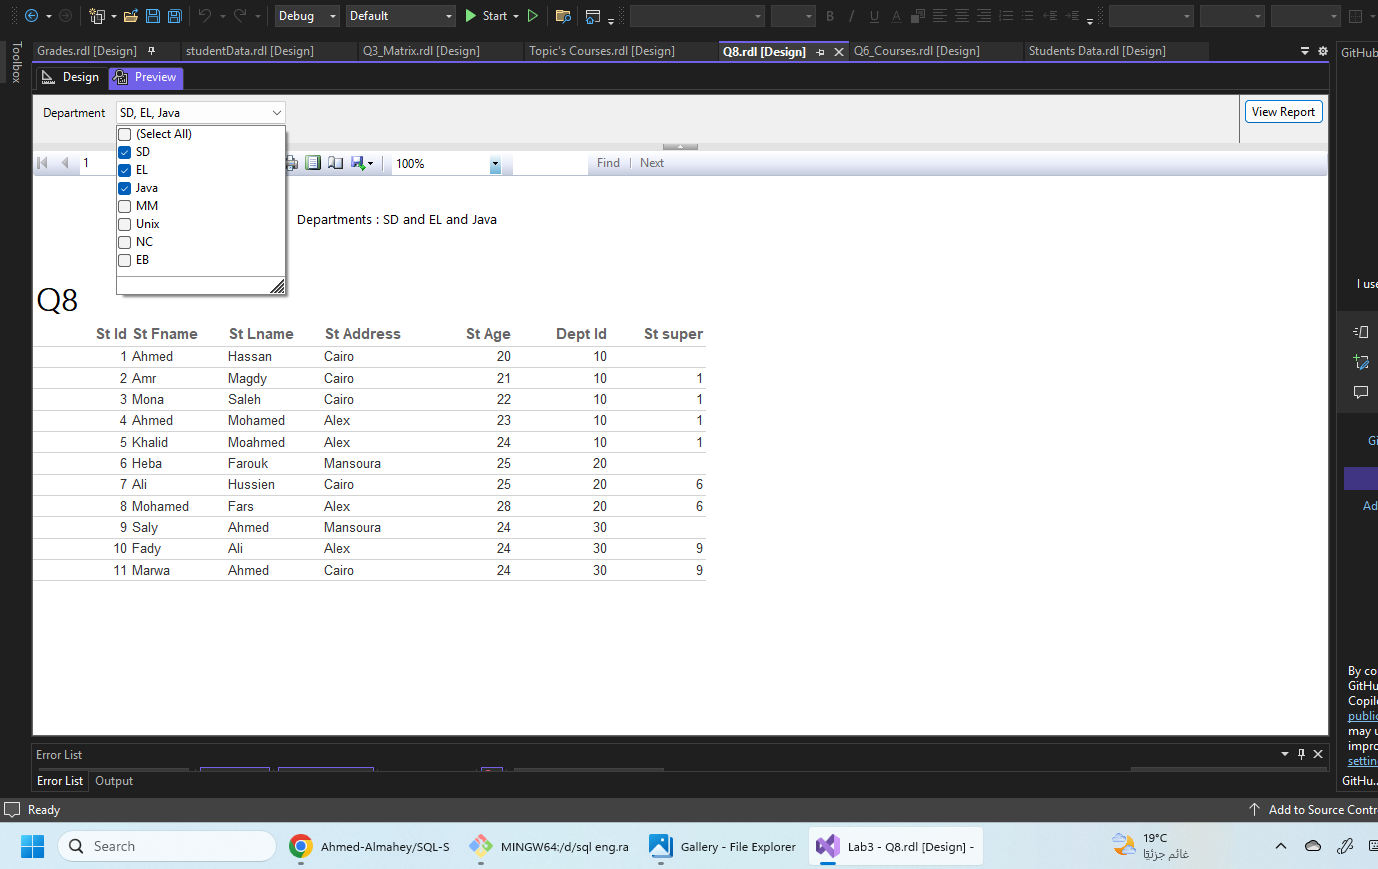 Debug Default Start
Toolbox
Grades.rdl [Design] studentData.rdl [Design] Q3_Matrix.rdl [Design] Topic's Courses.rdl [Design] Q8.rdl [Design] Q6_Courses.rdl [Design] Students Data.rdl [Design]
GitHub
Design Preview
Department SD, EL, Java View Report
(Select All)
SD
EL
Java
MM
Unix
NC
EB
1 100% Find | Next
Departments : SD and EL and Java
Q8
St Id St Fname St Lname St Address St Age Dept Id St super
1 Ahmed Hassan Cairo 20 10
2 Amr Magdy Cairo 21 10 1
3 Mona Saleh Cairo 22 10 1
4 Ahmed Mohamed Alex 23 10 1
5 Khalid Moahmed Alex 24 10 1
6 Heba Farouk Mansoura 25 20
7 Ali Hussien Cairo 25 20 6
8 Mohamed Fars Alex 28 20 6
9 Saly Ahmed Mansoura 24 30
10 Fady Ali Alex 24 30 9
11 Marwa Ahmed Cairo 24 30 9
I use
Gi
Ad
By co
GitHu
Copil
public
may u
impro
settin
GitHu...
Error List
Error List Output
Ready Add to Source Contr
Search Ahmed-Almahey/SQL-S MINGW64:/d/sql eng.ra Gallery - File Explorer Lab3 - Q8.rdl [Design] -
19°C
غائم جزئيًا